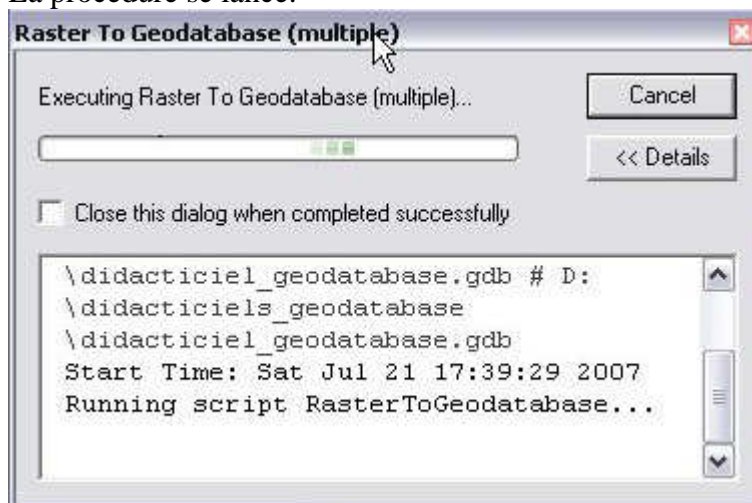 La procédure se lance:
Raster To Geodatabase (multiple)
Executing Raster To Geodatabase (multiple)...
Cancel
<< Details
Close this dialog when completed successfully
\didacticiel_geodatabase.gdb # D:
\didacticiels_geodatabase
\didacticiel_geodatabase.gdb
Start Time: Sat Jul 21 17:39:29 2007
Running script RasterToGeodatabase...